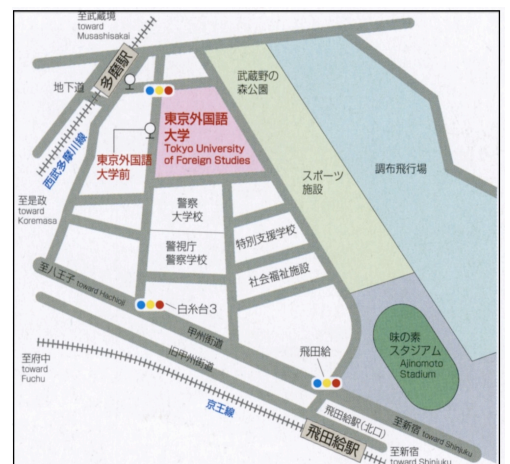 至武蔵境
toward
Musashisakai
多磨駅
地下道
西武多摩川線
東京外国語
大学
Tokyo University
of Foreign Studies
東京外国語
大学前
武蔵野の
森公園
スポーツ
施設
調布飛行場
至是政
toward
Koremasa
警察
大学校
警視庁
警察学校
特別支援学校
社会福祉施設
至八王子 toward Hachioji
白糸台3
甲州街道
旧甲州街道
飛田給
味の素
スタジアム
Ajinomoto
Stadium
至府中
toward
Fuchu
京王線
飛田給駅(北口)
飛田給駅
至新宿 toward Shinjuku
至新宿
toward Shinjuku